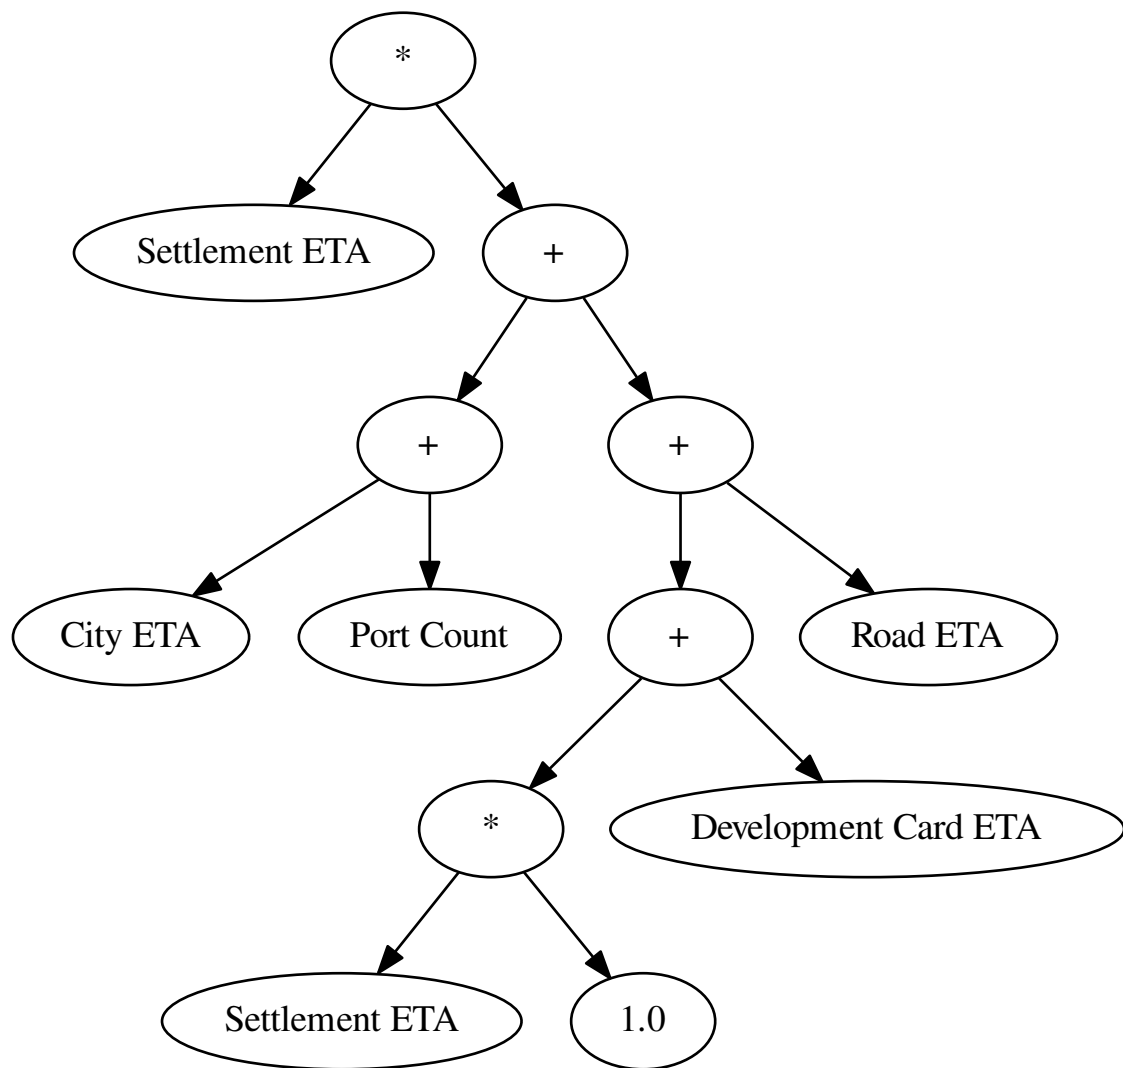 *
Settlement ETA
+
+
+
City ETA
Port Count
+
Road ETA
*
Development Card ETA
Settlement ETA
1.0